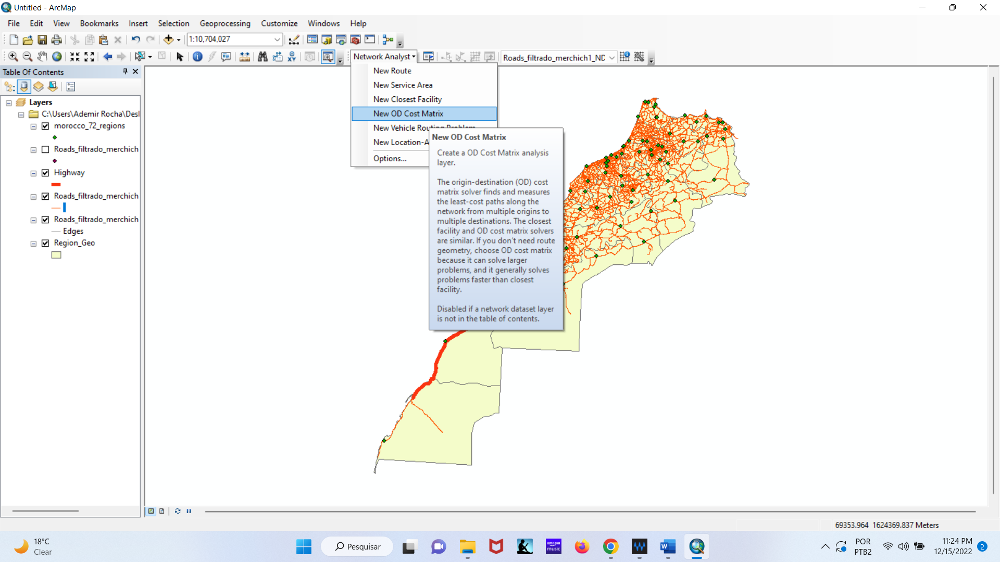 Untitled - ArcMap
File Edit View Bookmarks Insert Selection Geoprocessing Customize Windows Help
1:10,704,027
Network Analyst
Roads_filtrado_merchich1_NC
Table Of Contents
New Route
New Service Area
New Closest Facility
New OD Cost Matrix
New Vehicle Routing Problem
New Location-A
Options...
Layers
C:\Users\Ademir Rocha\Desl
morocco_72_regions
Roads_filtrado_merchich
Highway
Roads_filtrado_merchich
Roads_filtrado_merchich
Edges
Region_Geo
New OD Cost Matrix
Create a OD Cost Matrix analysis
layer.
The origin-destination (OD) cost
matrix solver finds and measures
the least-cost paths along the
network from multiple origins to
multiple destinations. The closest
facility and OD cost matrix solvers
are similar. If you don't need route
geometry, choose OD cost matrix
because it can solve larger
problems, and it generally solves
problems faster than closest
facility.
Disabled if a network dataset layer
is not in the table of contents.
69353.964 1624369.837 Meters
18°C
Clear
Pesquisar
amazon
music
POR
PTB2
11:24 PM
12/15/2022
2